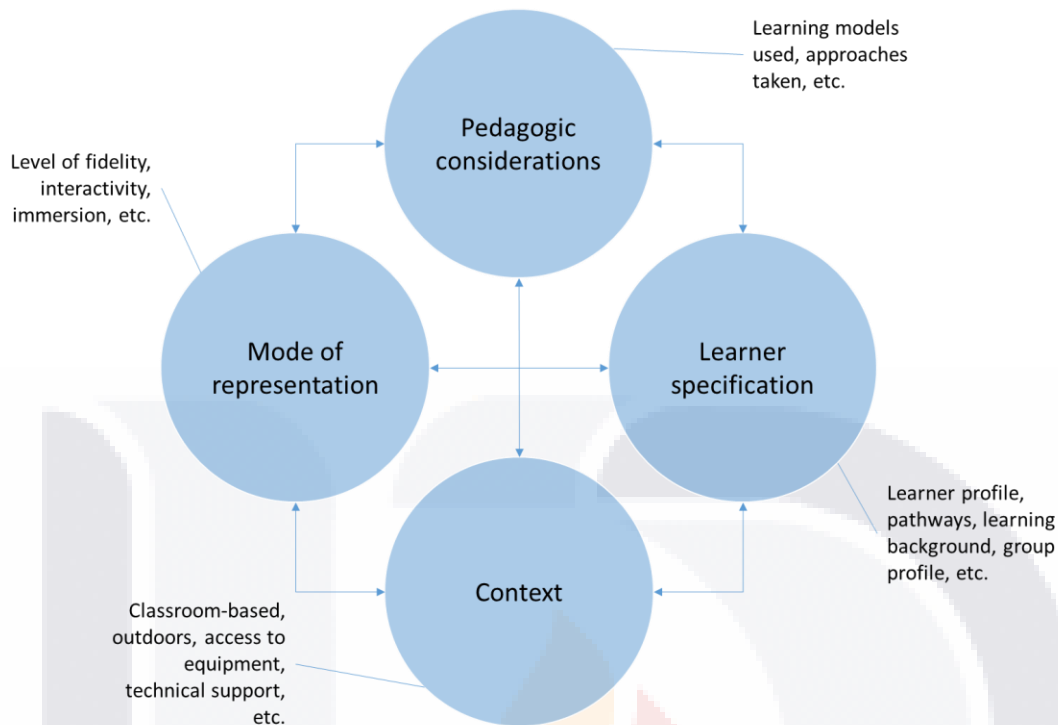 Learning models
used, approaches
taken, etc.
Pedagogic
considerations
Level of fidelity,
interactivity,
immersion, etc.
Mode of
representation
Learner
specification
Learner profile,
pathways, learning
background, group
profile, etc.
Context
Classroom-based,
outdoors, access to
equipment,
technical support,
etc.